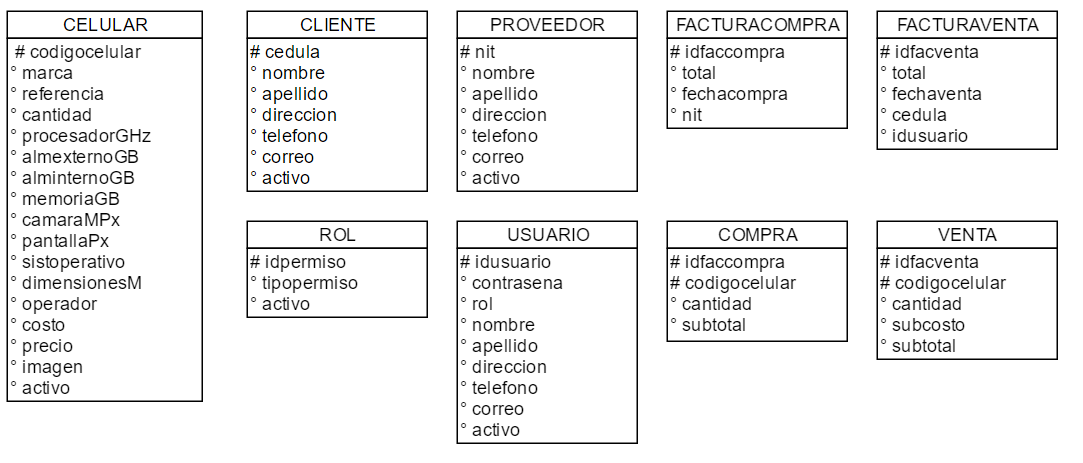 CELULAR
# codigocelular
° marca
° referencia
° cantidad
° procesadorGHz
° almexternoGB
° alminternoGB
° memoriaGB
° camaraMPx
° pantallaPx
° sistoperativo
° dimensionesM
° operador
° costo
° precio
° imagen
° activo
CLIENTE
# cedula
° nombre
° apellido
° direccion
° telefono
° correo
° activo
PROVEEDOR
# nit
° nombre
° apellido
° direccion
° telefono
° correo
° activo
FACTURACOMPRA
# idfaccompra
° total
° fechacompra
° nit
FACTURAVENTA
# idfacventa
° total
° fechaventa
° cedula
° idusuario
ROL
# idpermiso
° tipopermiso
° activo
USUARIO
# idusuario
° contrasena
° rol
° nombre
° apellido
° direccion
° telefono
° correo
° activo
COMPRA
# idfaccompra
# codigocelular
° cantidad
° subtotal
VENTA
# idfacventa
# codigocelular
° cantidad
° subcosto
° subtotal